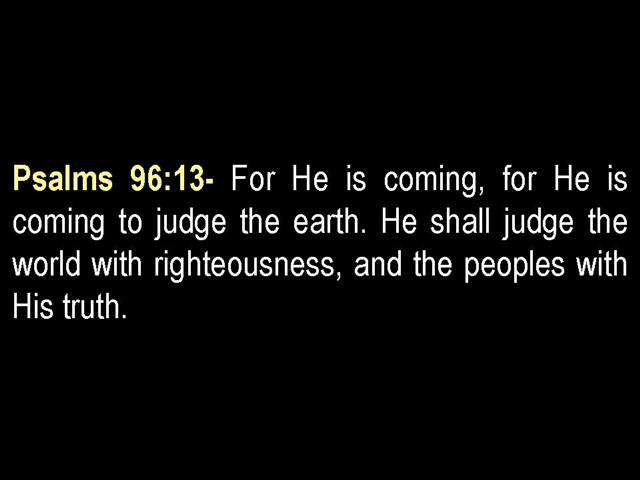 Psalms 96:13- For He is coming, for He is
coming to judge the earth. He shall judge the
world with righteousness, and the peoples with
His truth.